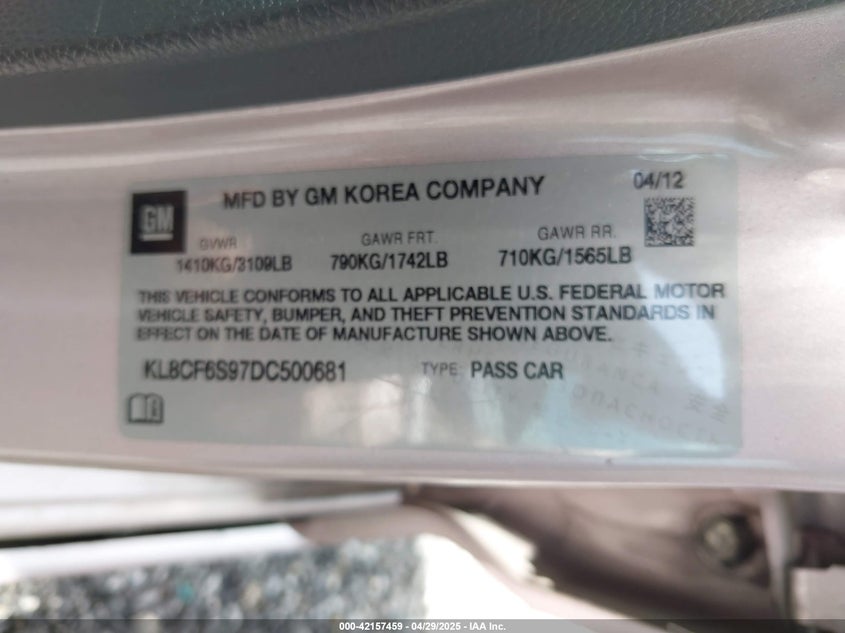 GM
MFD BY GM KOREA COMPANY
04/12
GVWR
GAWR FRT.
GAWR RR.
1410KG/3109LB
790KG/1742LB
710KG/1565LB
THIS VEHICLE CONFORMS TO ALL APPLICABLE U.S. FEDERAL MOTOR
VEHICLE SAFETY, BUMPER, AND THEFT PREVENTION STANDARDS IN
EFFECT ON THE DATE OF MANUFACTURE SHOWN ABOVE.
KL8CF6S97DC500681
TYPE: PASS CAR
000-42157459 - 04/29/2025 - IAA Inc.